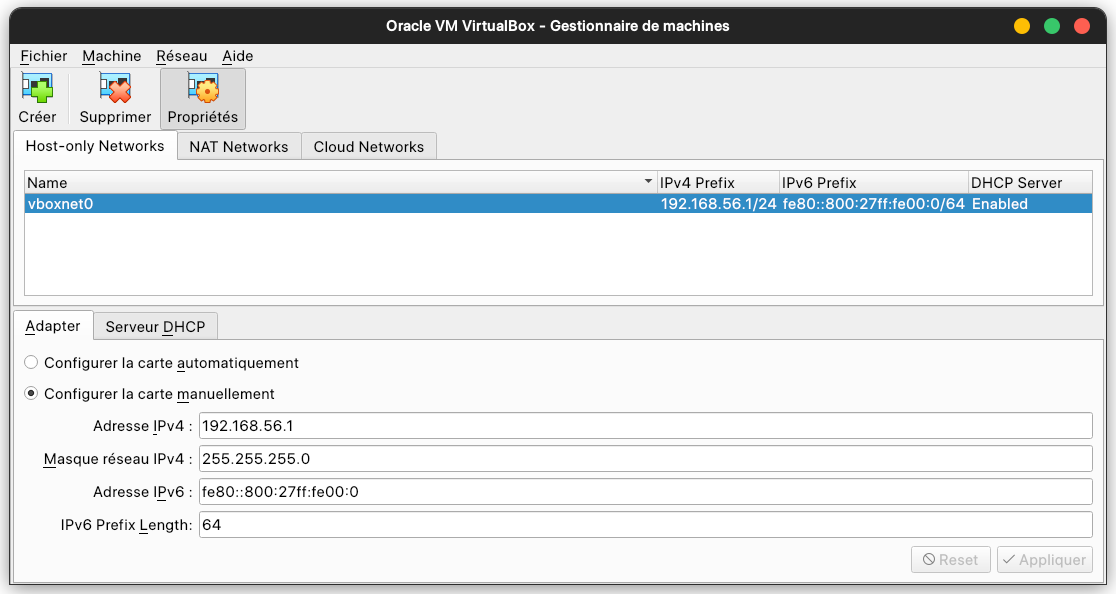 Oracle VM VirtualBox - Gestionnaire de machines
Fichier Machine Réseau Aide
Créer Supprimer Propriétés
Host-only Networks NAT Networks Cloud Networks
Name IPv4 Prefix IPv6 Prefix DHCP Server
vboxnet0 192.168.56.1/24 fe80::800:27ff:fe00:0/64 Enabled
Adapter Serveur DHCP
Configurer la carte automatiquement
Configurer la carte manuellement
Adresse IPv4 : 192.168.56.1
Masque réseau IPv4 : 255.255.255.0
Adresse IPv6 : fe80::800:27ff:fe00:0
IPv6 Prefix Length: 64
Reset Appliquer